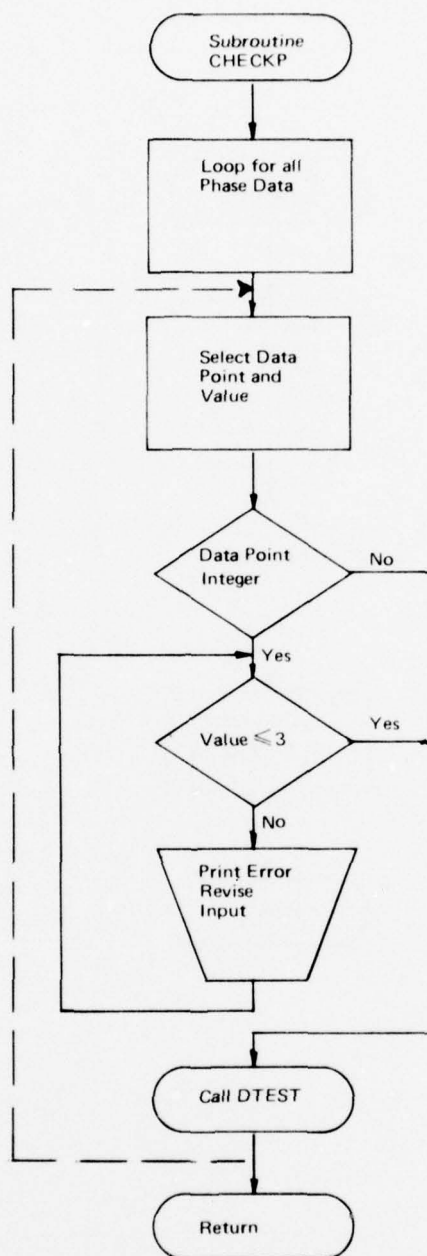 Subroutine
CHECKP
Loop for all
Phase Data
Select Data
Point and
Value
Data Point
Integer
No
Yes
Value ≤ 3
Yes
No
Print Error
Revise
Input
Call DTEST
Return